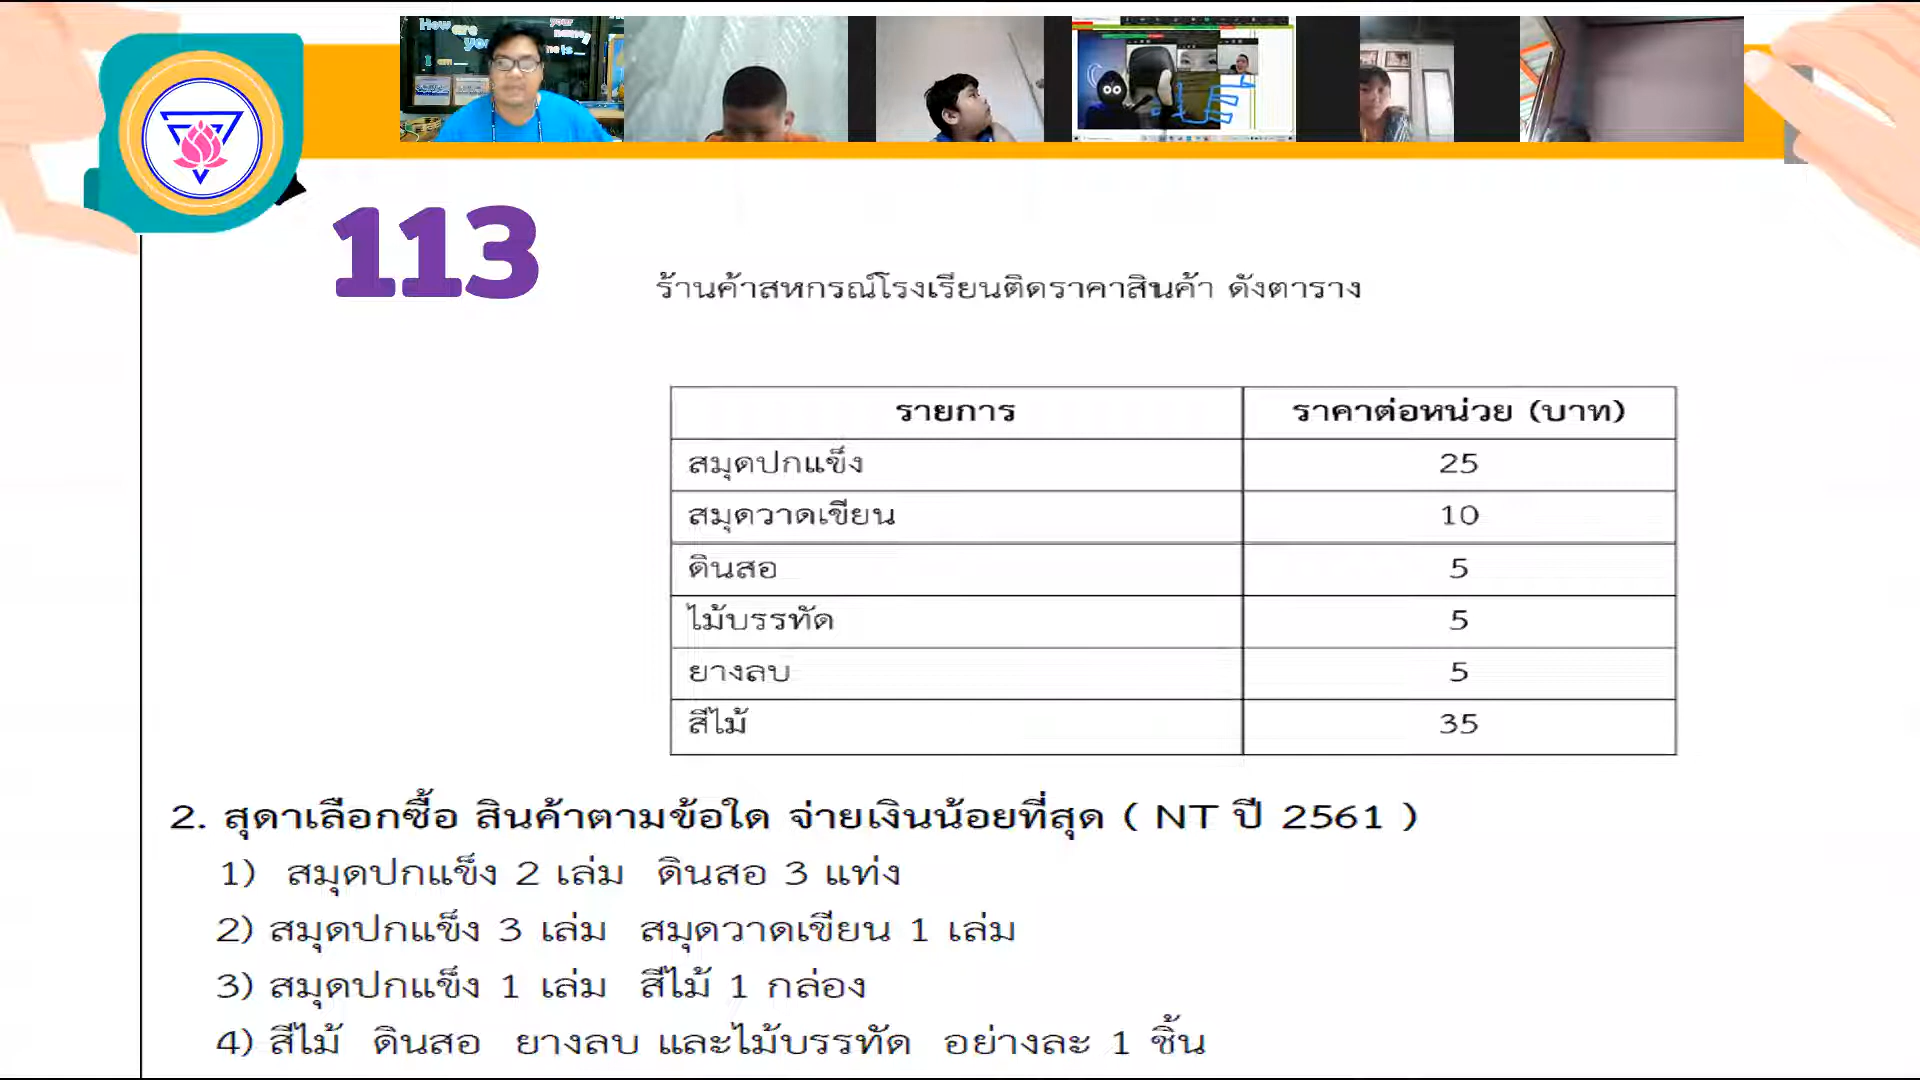 How are you
your name is
I am
113
ร้านค้าสหกรณ์โรงเรียนติดราคาสินค้า ดังตาราง
รายการ ราคาต่อหน่วย (บาท)
สมุดปกแข็ง 25
สมุดวาดเขียน 10
ดินสอ 5
ไม้บรรทัด 5
ยางลบ 5
สีไม้ 35
2. สุดาเลือกซื้อ สินค้าตามข้อใด จ่ายเงินน้อยที่สุด ( NT ปี 2561 )
1) สมุดปกแข็ง 2 เล่ม ดินสอ 3 แท่ง
2) สมุดปกแข็ง 3 เล่ม สมุดวาดเขียน 1 เล่ม
3) สมุดปกแข็ง 1 เล่ม สีไม้ 1 กล่อง
4) สีไม้ ดินสอ ยางลบ และไม้บรรทัด อย่างละ 1 ชิ้น